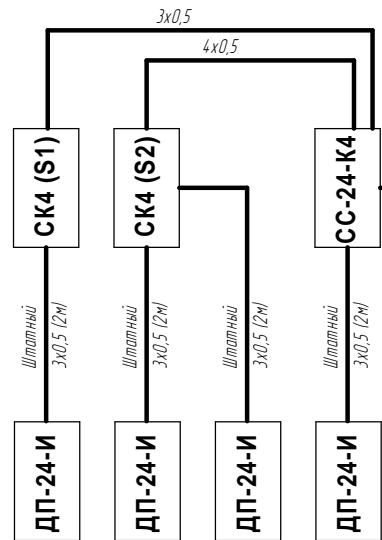 3х0,5
4х0,5
СК4 (S1)
СК4 (S2)
СС-24-К4
Штатный
3х0,5 (2м)
Штатный
3х0,5 (2м)
Штатный
3х0,5 (2м)
Штатный
3х0,5 (2м)
ДП-24-И
ДП-24-И
ДП-24-И
ДП-24-И